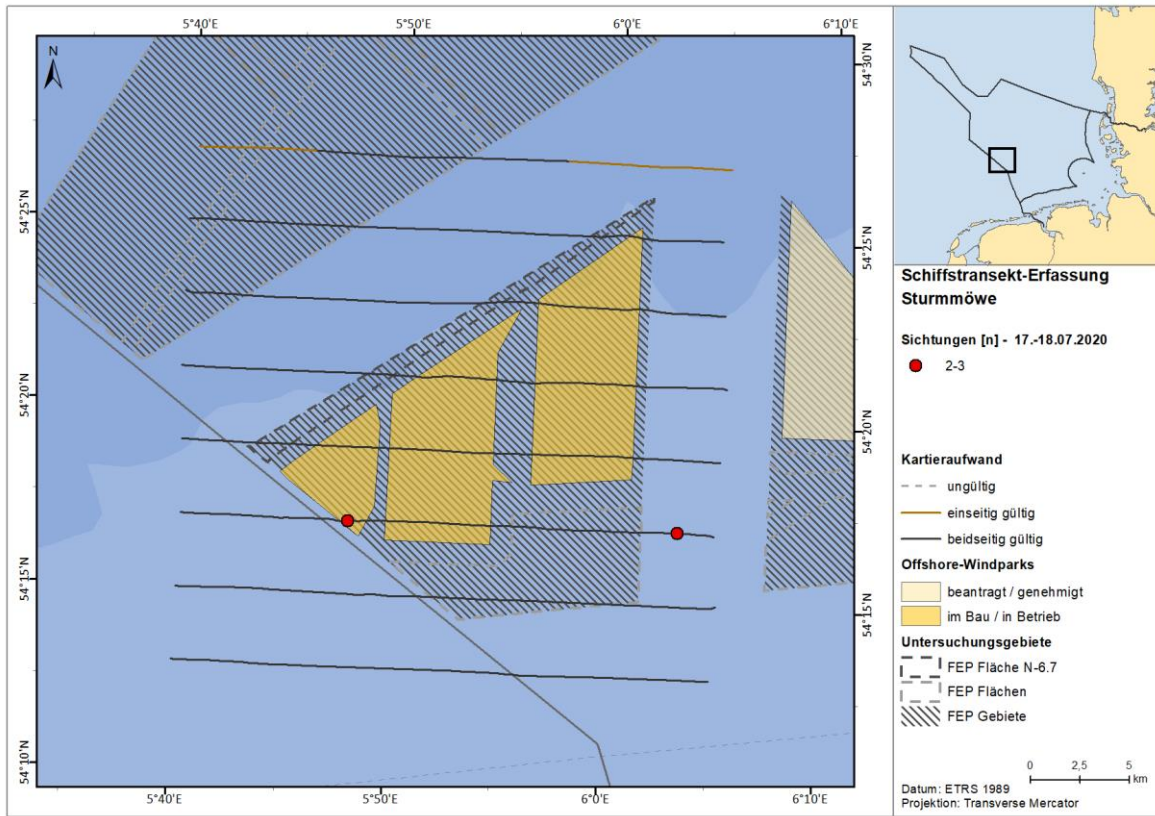 5°40'E 5°50'E 6°0'E 6°10'E
N
54°30'N
54°25'N
54°25'N
54°20'N
54°20'N
54°15'N
54°15'N
54°10'N
5°40'E 5°50'E 6°0'E 6°10'E
Schiffstransekt-Erfassung
Sturmmöwe
Sichtungen [n] - 17.-18.07.2020
2-3
Kartieraufwand
ungültig
einseitig gültig
beidseitig gültig
Offshore-Windparks
beantragt / genehmigt
im Bau / in Betrieb
Untersuchungsgebiete
FEP Fläche N-6.7
FEP Flächen
FEP Gebiete
0 2,5 5
km
Datum: ETRS 1989
Projektion: Transverse Mercator